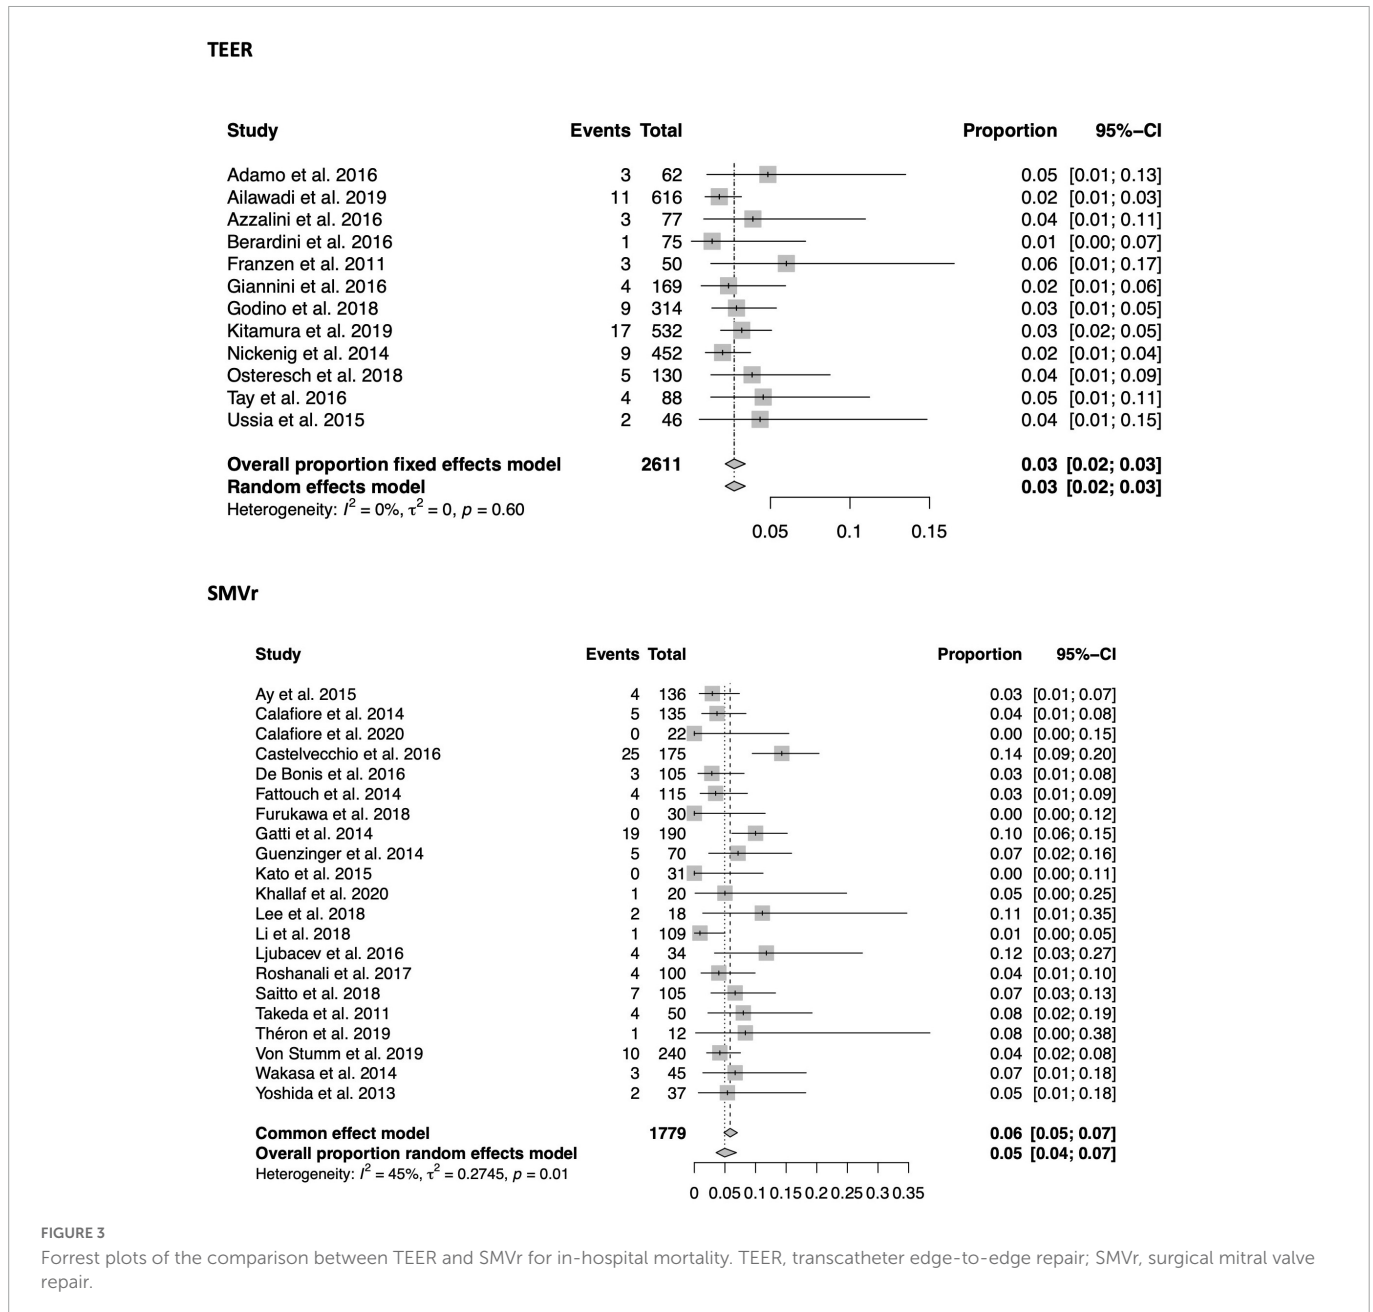 TEER
Study Events Total Proportion 95%–CI
Adamo et al. 2016 3 62 0.05 [0.01; 0.13]
Ailawadi et al. 2019 11 616 0.02 [0.01; 0.03]
Azzalini et al. 2016 3 77 0.04 [0.01; 0.11]
Berardini et al. 2016 1 75 0.01 [0.00; 0.07]
Franzen et al. 2011 3 50 0.06 [0.01; 0.17]
Giannini et al. 2016 4 169 0.02 [0.01; 0.06]
Godino et al. 2018 9 314 0.03 [0.01; 0.05]
Kitamura et al. 2019 17 532 0.03 [0.02; 0.05]
Nickenig et al. 2014 9 452 0.02 [0.01; 0.04]
Osteresch et al. 2018 5 130 0.04 [0.01; 0.09]
Tay et al. 2016 4 88 0.05 [0.01; 0.11]
Ussia et al. 2015 2 46 0.04 [0.01; 0.15]
Overall proportion fixed effects model 2611 0.03 [0.02; 0.03]
Random effects model 0.03 [0.02; 0.03]
Heterogeneity: I² = 0%, τ² = 0, p = 0.60
0.05 0.1 0.15
SMVr
Study Events Total Proportion 95%–CI
Ay et al. 2015 4 136 0.03 [0.01; 0.07]
Calafiore et al. 2014 5 135 0.04 [0.01; 0.08]
Calafiore et al. 2020 0 22 0.00 [0.00; 0.15]
Castelvecchio et al. 2016 25 175 0.14 [0.09; 0.20]
De Bonis et al. 2016 3 105 0.03 [0.01; 0.08]
Fattouch et al. 2014 4 115 0.03 [0.01; 0.09]
Furukawa et al. 2018 0 30 0.00 [0.00; 0.12]
Gatti et al. 2014 19 190 0.10 [0.06; 0.15]
Guenzinger et al. 2014 5 70 0.07 [0.02; 0.16]
Kato et al. 2015 0 31 0.00 [0.00; 0.11]
Khallaf et al. 2020 1 20 0.05 [0.00; 0.25]
Lee et al. 2018 2 18 0.11 [0.01; 0.35]
Li et al. 2018 1 109 0.01 [0.00; 0.05]
Ljubacev et al. 2016 4 34 0.12 [0.03; 0.27]
Roshanali et al. 2017 4 100 0.04 [0.01; 0.10]
Saitto et al. 2018 7 105 0.07 [0.03; 0.13]
Takeda et al. 2011 4 50 0.08 [0.02; 0.19]
Théron et al. 2019 1 12 0.08 [0.00; 0.38]
Von Stumm et al. 2019 10 240 0.04 [0.02; 0.08]
Wakasa et al. 2014 3 45 0.07 [0.01; 0.18]
Yoshida et al. 2013 2 37 0.05 [0.01; 0.18]
Common effect model 1779 0.06 [0.05; 0.07]
Overall proportion random effects model 0.05 [0.04; 0.07]
Heterogeneity: I² = 45%, τ² = 0.2745, p = 0.01
0 0.05 0.1 0.15 0.2 0.25 0.3 0.35
FIGURE 3
Forrest plots of the comparison between TEER and SMVr for in-hospital mortality. TEER, transcatheter edge-to-edge repair; SMVr, surgical mitral valve
repair.